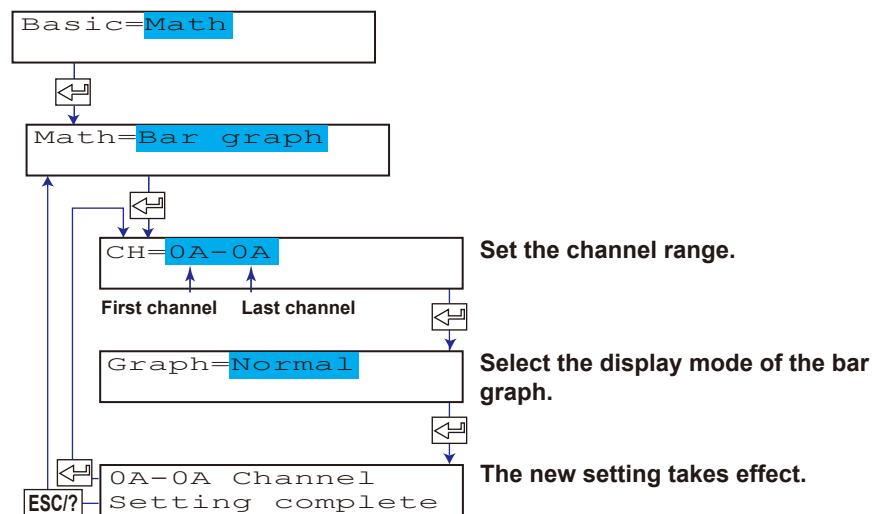 Basic=Math
Math=Bar graph
CH=0A-0A
Set the channel range.
First channel Last channel
Graph=Normal
Select the display mode of the bar
graph.
0A-0A Channel
The new setting takes effect.
ESC/?
Setting complete